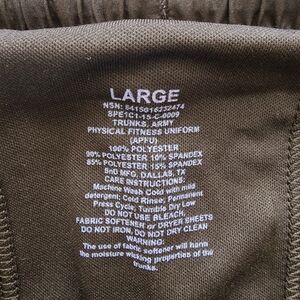 LARGE
NSN: 8415016232474
SPE1C1-15-C-0009
TRUNKS, ARMY
PHYSICAL FITNESS UNIFORM
(APFU)
100% POLYESTER
90% POLYESTER 10% SPANDEX
85% POLYESTER 15% SPANDEX
SND MFG, DALLAS, TX
CARE INSTRUCTIONS:
Machine Wash Cold with mild
detergent; Cold Rinse; Permanent
Press Cycle; Tumble Dry Low
DO NOT USE BLEACH,
FABRIC SOFTENER or DRYER SHEETS
DO NOT IRON, DO NOT DRY CLEAN
WARNING:
The use of fabric softener will harm
the moisture wicking properties of the
trunks.